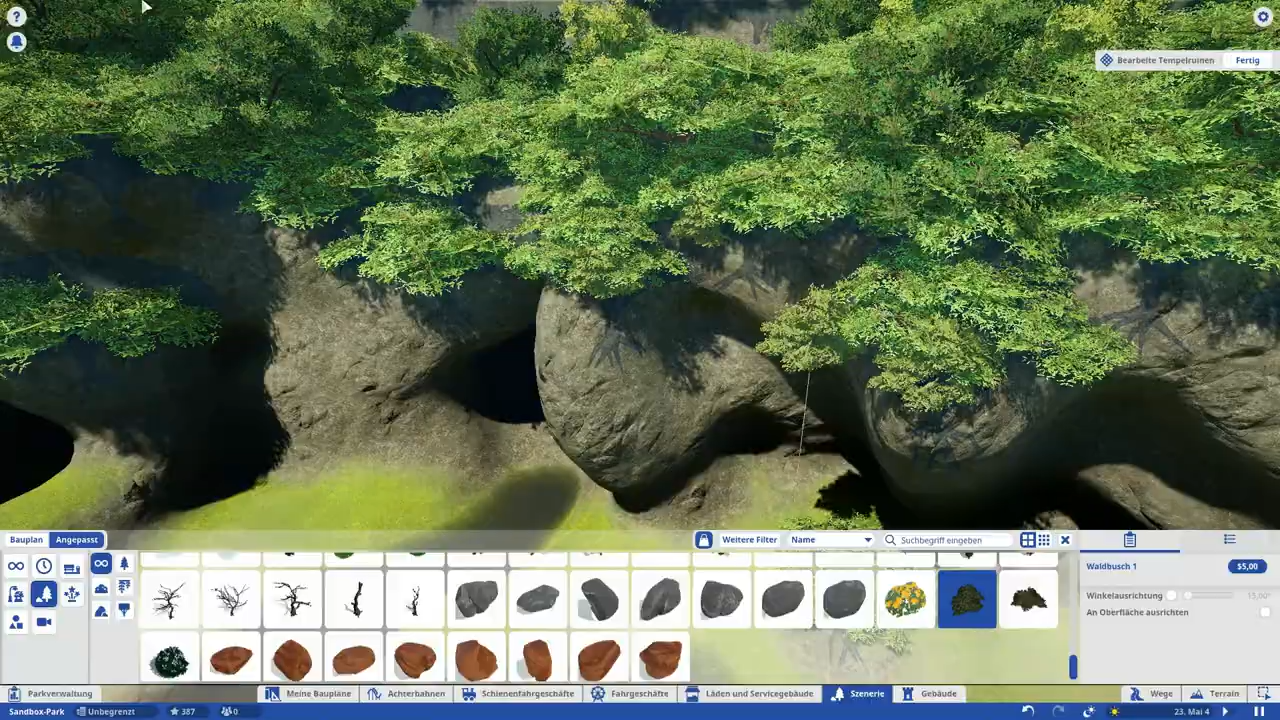 Bearbeite Tempelruinen
Fertig
Bauplan
Angepasst
Weitere Filter
Name
Suchbegriff eingeben
Waldbusch 1
$5,00
Winkelausrichtung
15,00°
An Oberfläche ausrichten
Parkverwaltung
Meine Baupläne
Achterbahnen
Schienenfahrgeschäfte
Fahrgeschäfte
Läden und Servicegebäude
Szenerie
Gebäude
Wege
Terrain
Sandbox-Park
Unbegrenzt
387
0
23. Mai 4